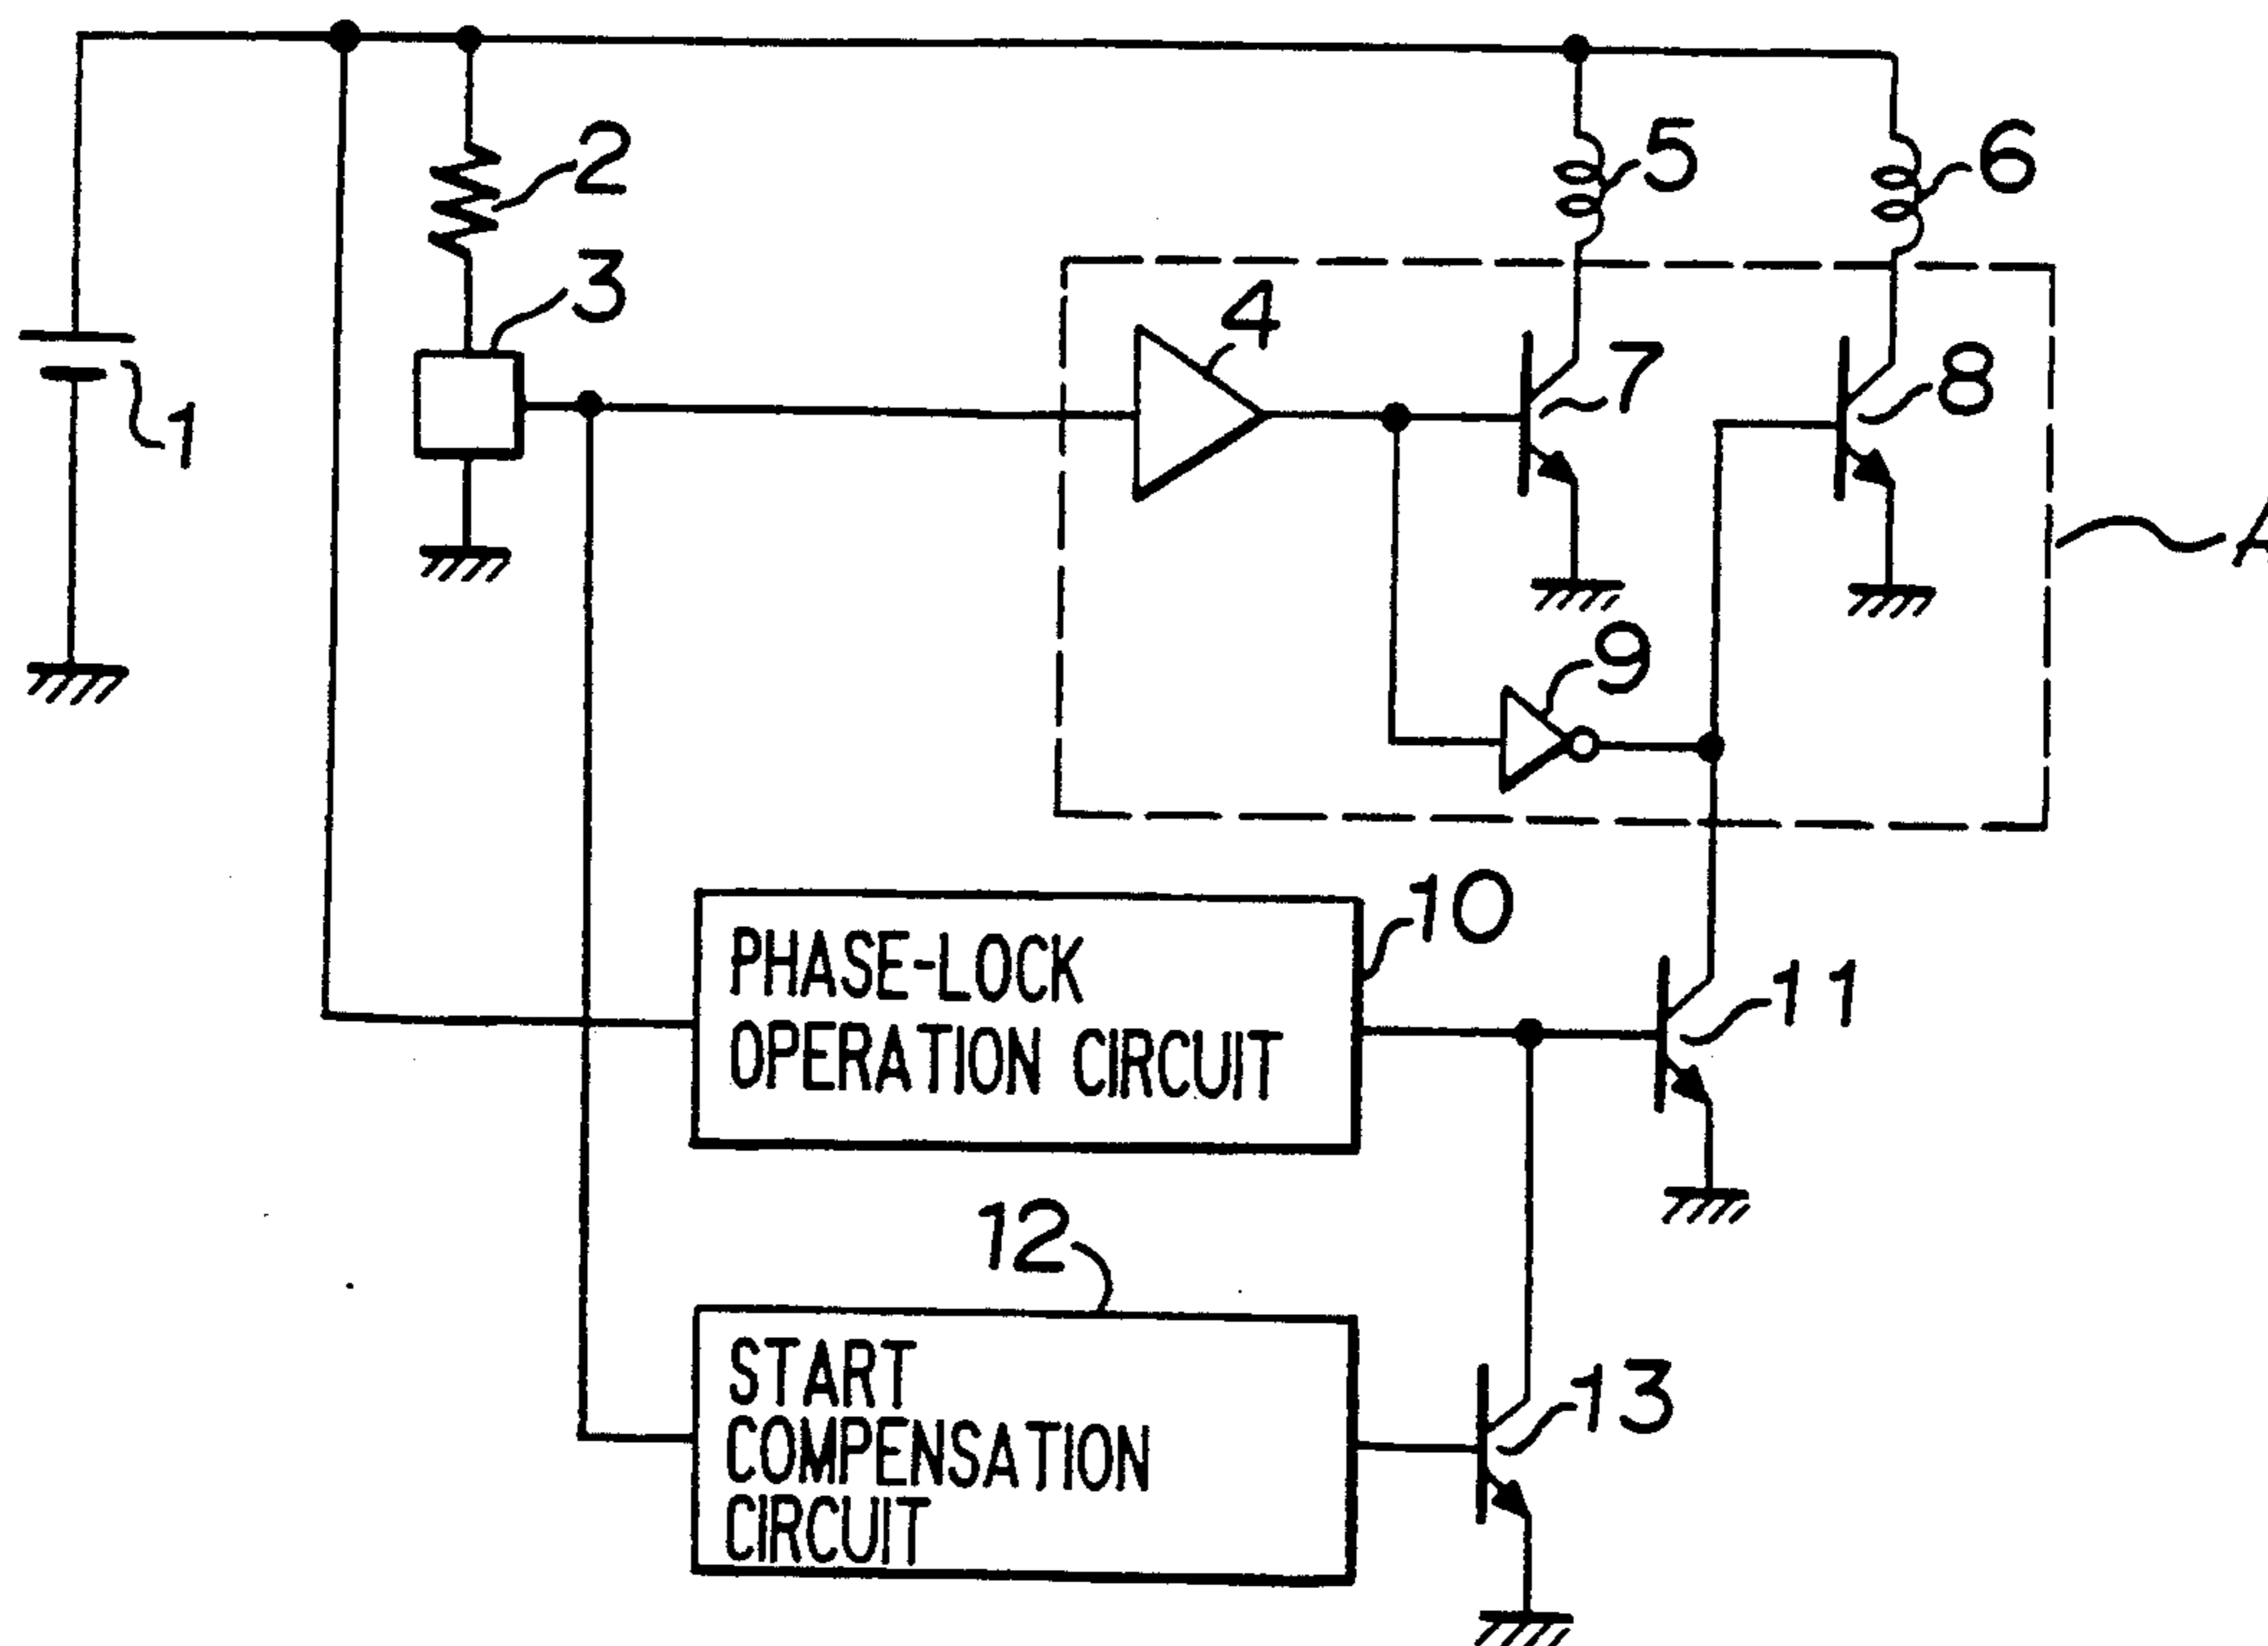 2
5
6
3
4
1
7
8
A
9
10
PHASE-LOCK
OPERATION CIRCUIT
11
12
START
COMPENSATION
CIRCUIT
13